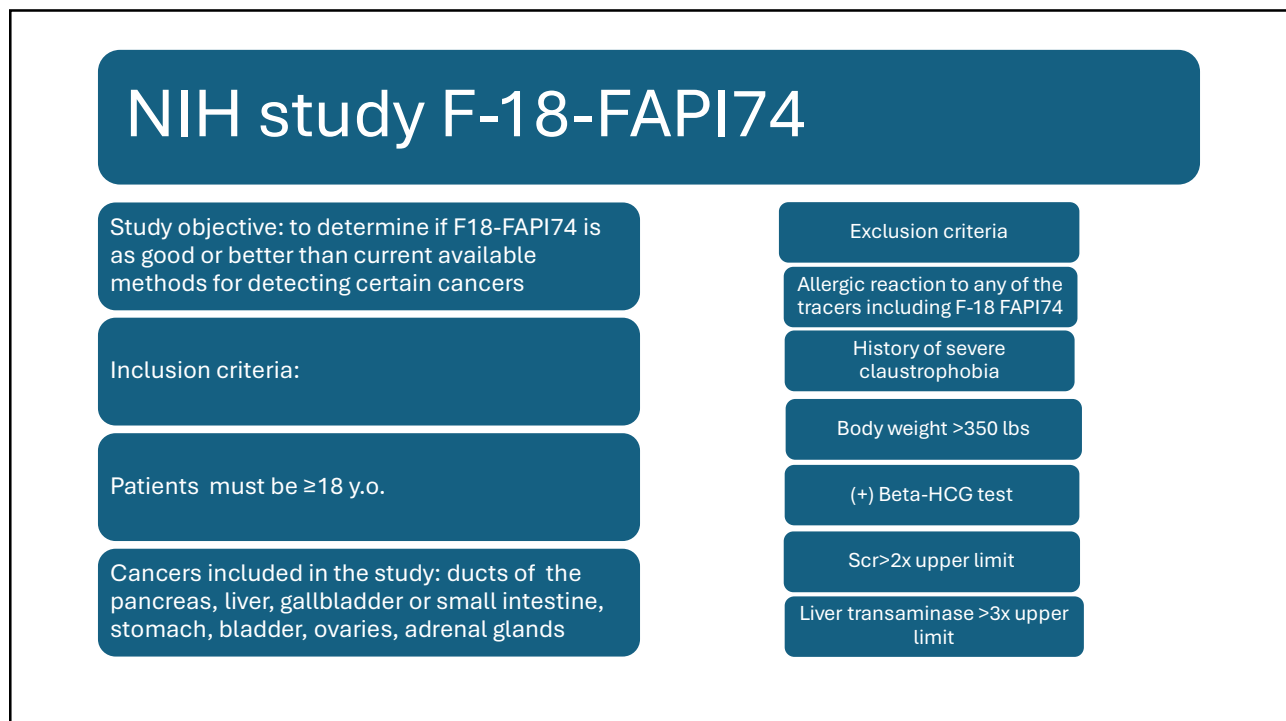 NIH study F-18-FAPI74
Study objective: to determine if F18-FAPI74 is
as good or better than current available
methods for detecting certain cancers
Inclusion criteria:
Patients must be ≥18 y.o.
Cancers included in the study: ducts of the
pancreas, liver, gallbladder or small intestine,
stomach, bladder, ovaries, adrenal glands
Exclusion criteria
Allergic reaction to any of the
tracers including F-18 FAPI74
History of severe
claustrophobia
Body weight >350 lbs
(+) Beta-HCG test
Scr>2x upper limit
Liver transaminase >3x upper
limit